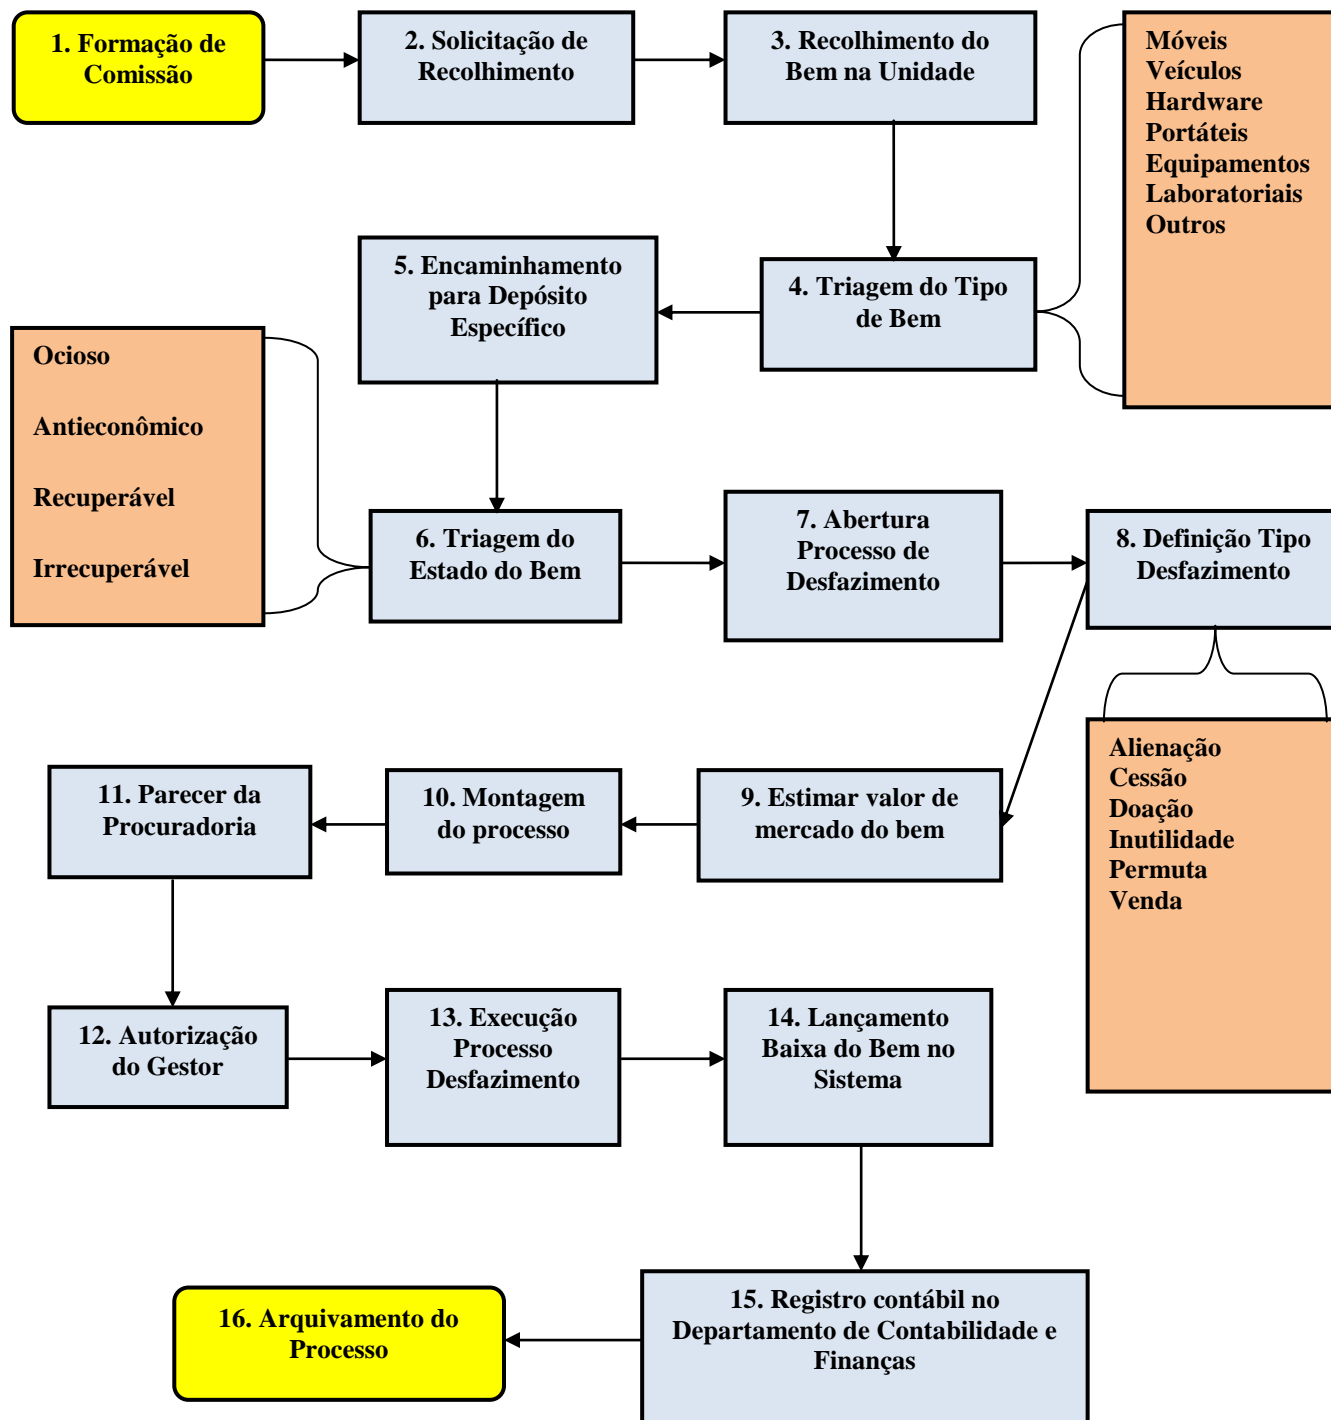 1. Formação de
Comissão
2. Solicitação de
Recolhimento
3. Recolhimento do
Bem na Unidade
Móveis
Veículos
Hardware
Portáteis
Equipamentos
Laboratoriais
Outros
4. Triagem do Tipo
de Bem
5. Encaminhamento
para Depósito
Específico
Ocioso
Antieconômico
Recuperável
Irrecuperável
6. Triagem do
Estado do Bem
7. Abertura
Processo de
Desfazimento
8. Definição Tipo
Desfazimento
Alienação
Cessão
Doação
Inutilidade
Permuta
Venda
9. Estimar valor de
mercado do bem
10. Montagem
do processo
11. Parecer da
Procuradoria
12. Autorização
do Gestor
13. Execução
Processo
Desfazimento
14. Lançamento
Baixa do Bem no
Sistema
15. Registro contábil no
Departamento de Contabilidade e
Finanças
16. Arquivamento do
Processo